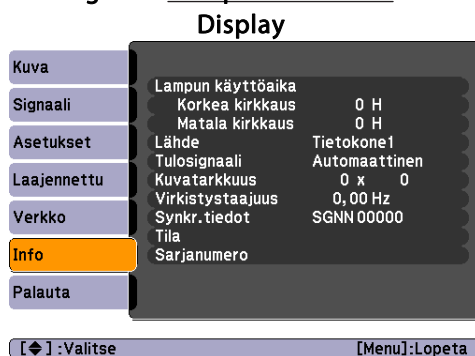 Display
Kuva
Signaali
Asetukset
Laajennettu
Verkko
Info
Palauta
Lampun käyttöaika
Korkea kirkkaus 0 H
Matala kirkkaus 0 H
Lähde Tietokone1
Tulosignaali Automaattinen
Kuvatarkkuus 0 x 0
Virkistystaajuus 0,00 Hz
Synkr.tiedot SGNN 00000
Tila
Sarjanumero
[◆] :Valitse [Menu]:Lopeta